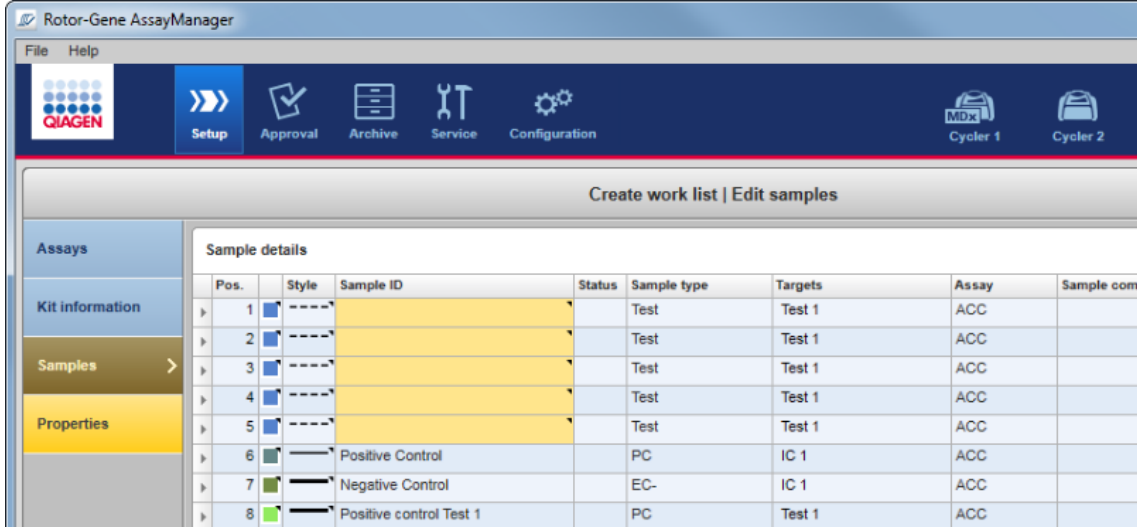 Rotor-Gene AssayManager
File Help
QIAGEN
Setup Approval Archive Service Configuration MDx Cycler 1 Cycler 2
Create work list | Edit samples
Assays
Kit information
Samples
Properties
Sample details
Pos. Style Sample ID Status Sample type Targets Assay Sample com
1 Test Test 1 ACC
2 Test Test 1 ACC
3 Test Test 1 ACC
4 Test Test 1 ACC
5 Test Test 1 ACC
6 Positive Control PC IC 1 ACC
7 Negative Control EC- IC 1 ACC
8 Positive control Test 1 PC Test 1 ACC